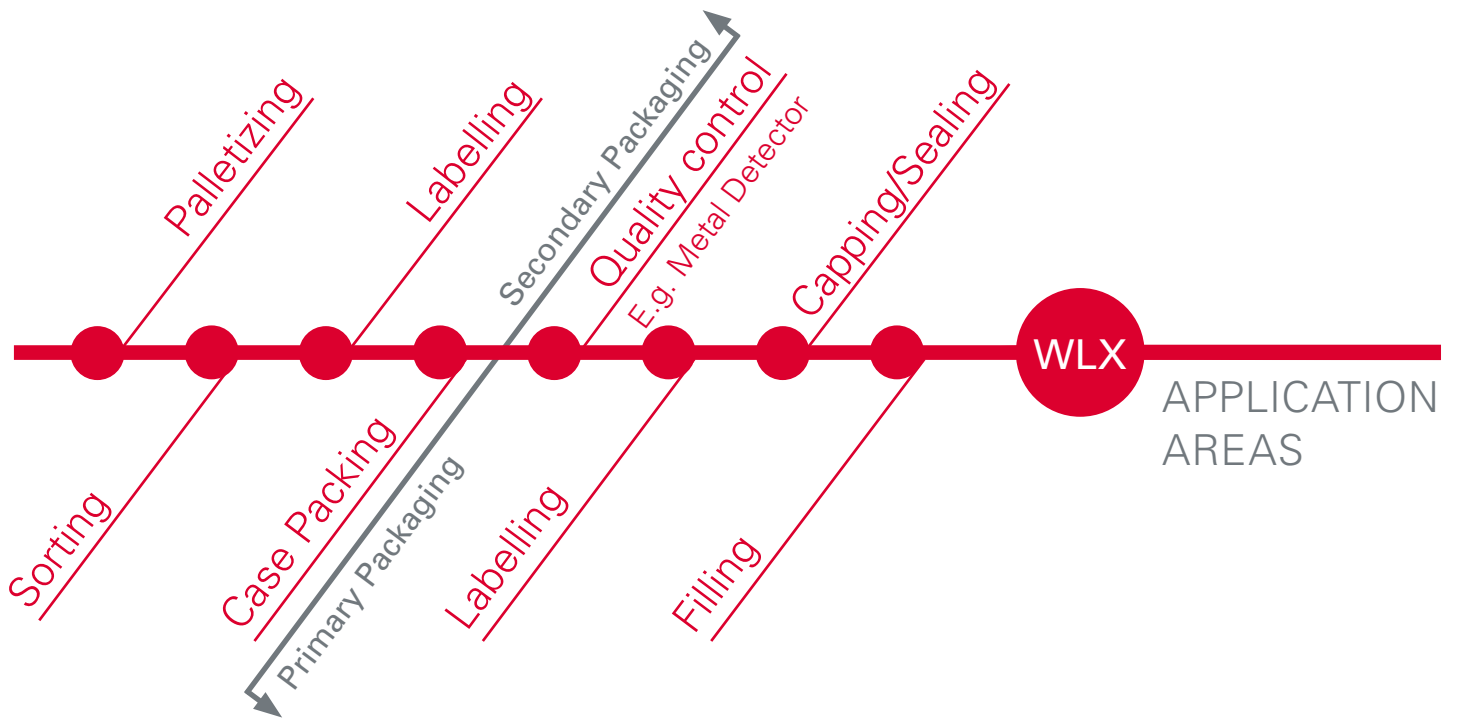 Palletizing
Labelling
Secondary Packaging
Quality control
E.g. Metal Detector
Capping/Sealing
WLX
APPLICATION
AREAS
Sorting
Case Packing
Primary Packaging
Labelling
Filling